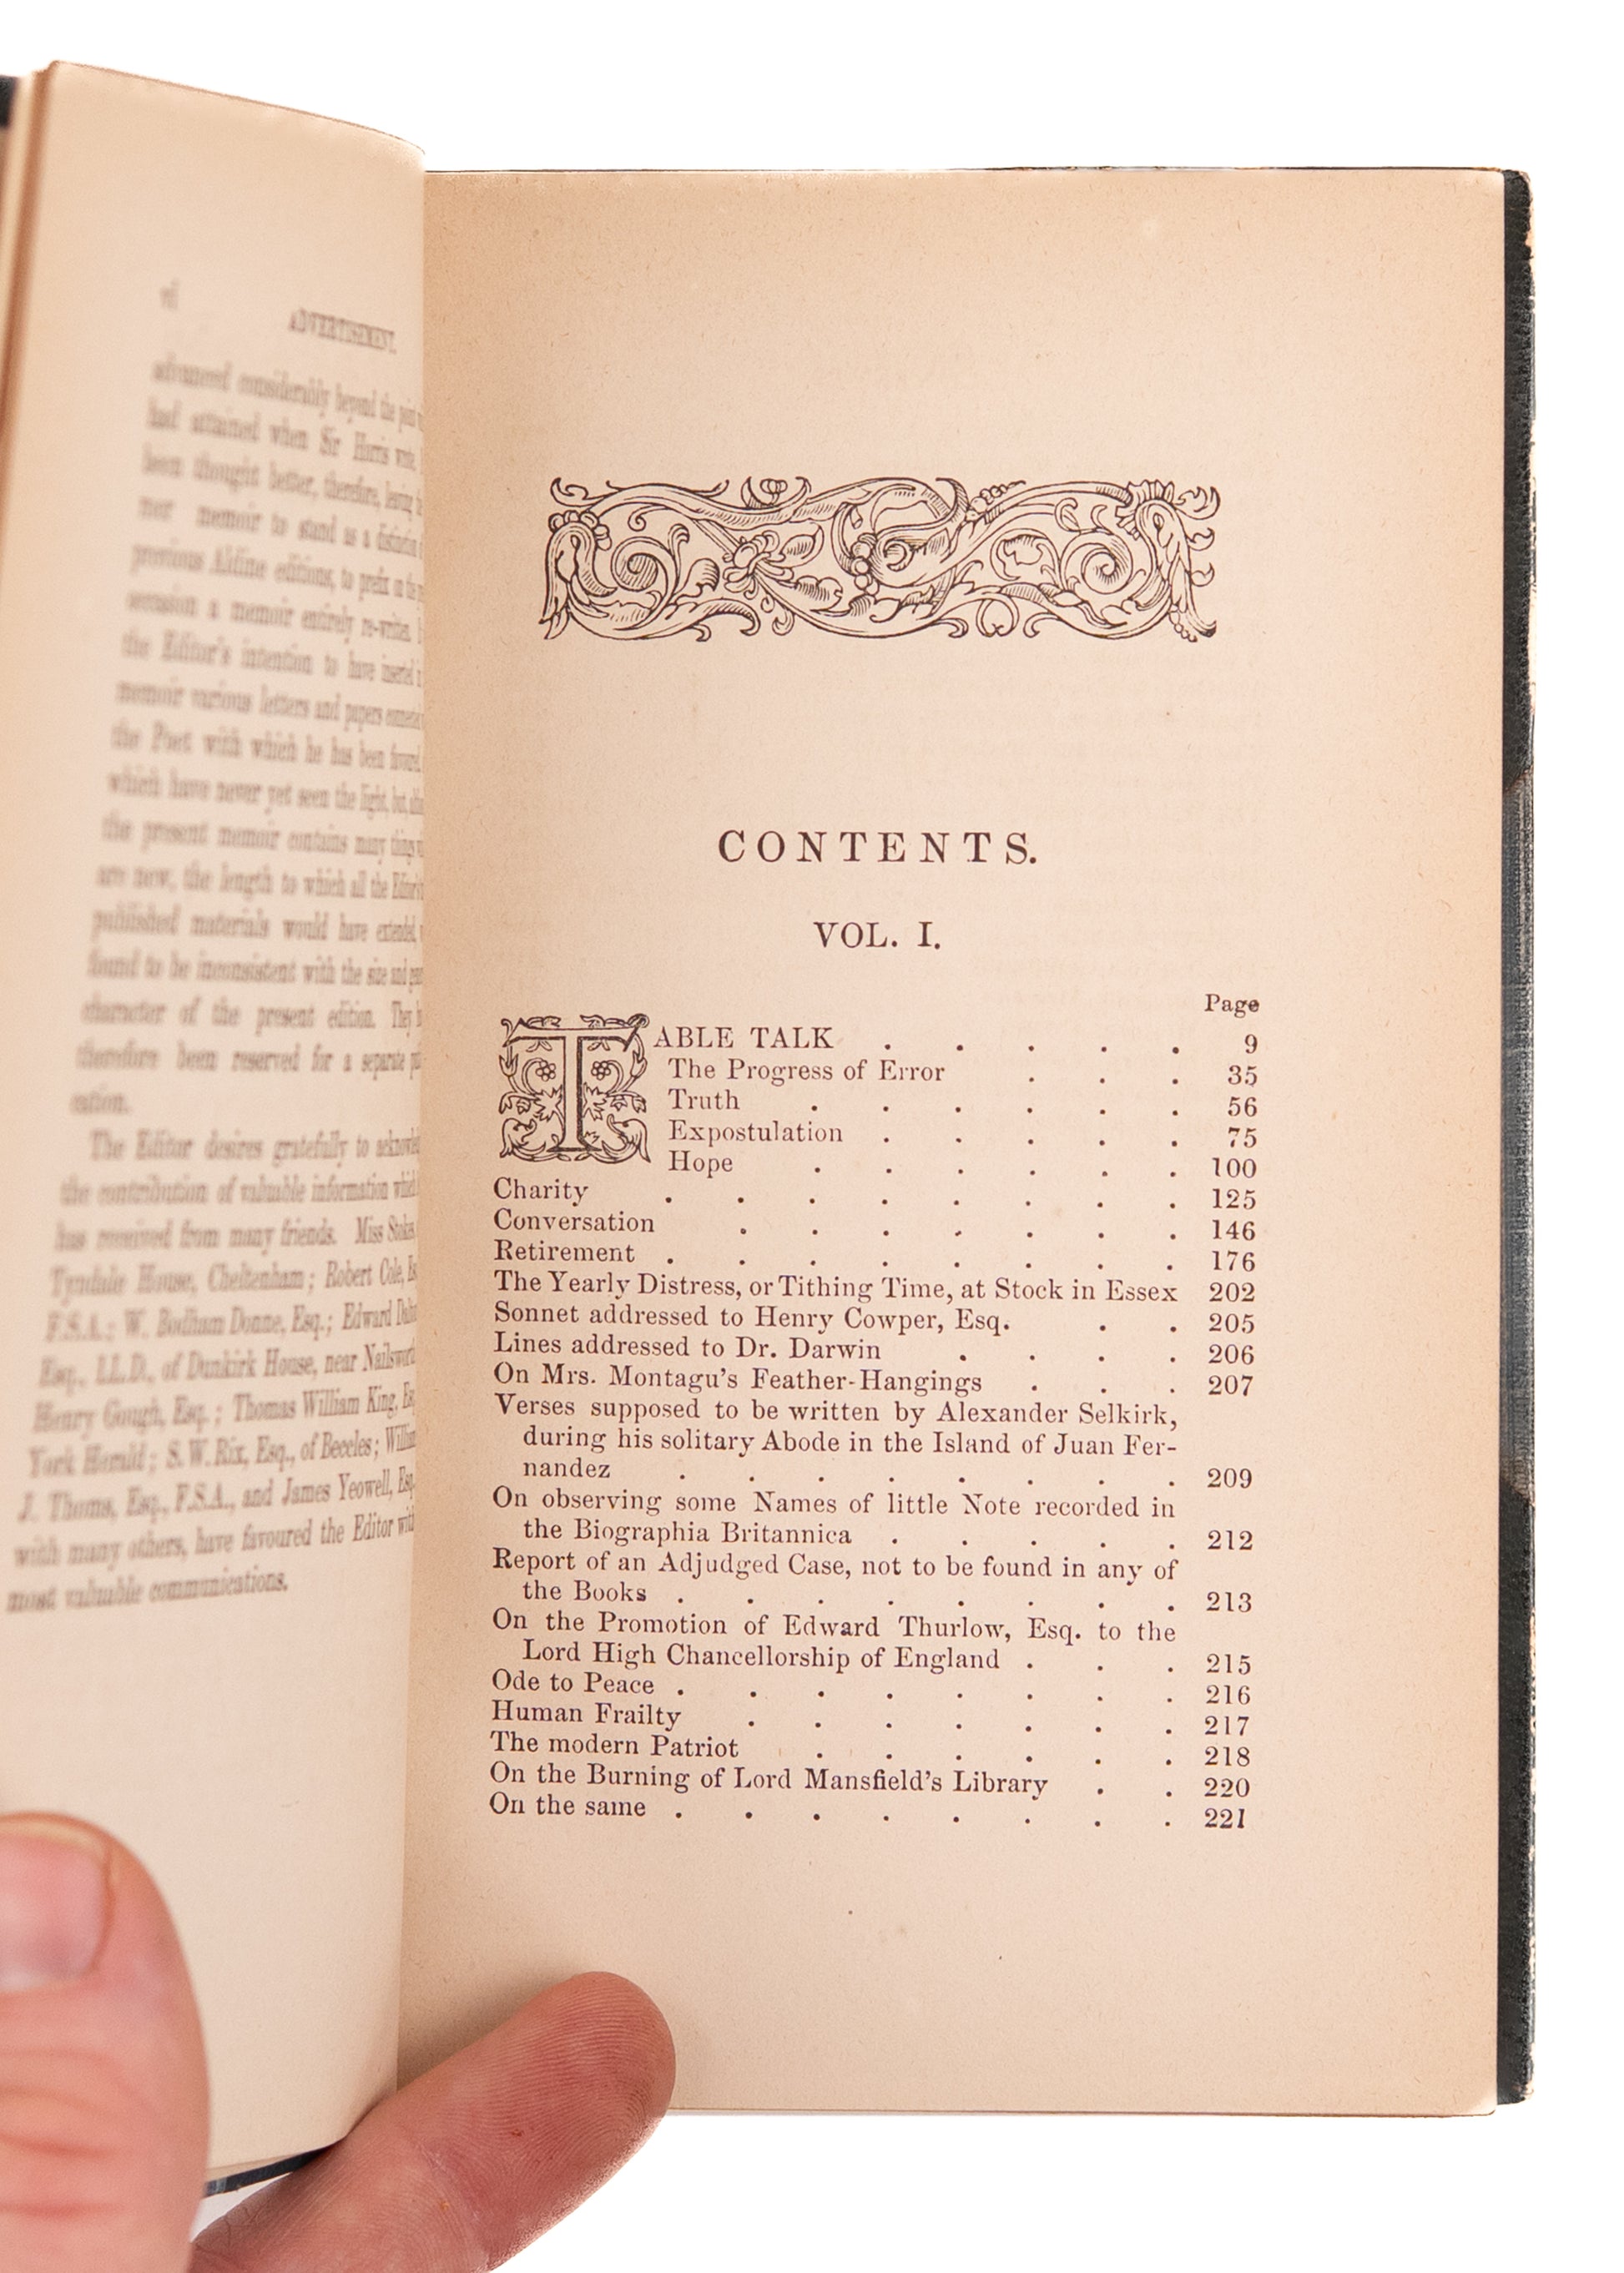 vi
ADVERTISEMENT.
advanced considerably beyond the point
had attained when Sir Harris wrote,
been thought better, therefore, leaving
mer memoir to stand as a distinction
previous Aldine editions, to prefix on the
occasion a memoir entirely re-written.
the Editor's intention to have inserted
memoir various letters and papers
the Poet with which he has been favoured,
which have never yet seen the light, but
the present memoir contains many things
are new, the length to which all the Editor's
published materials would have extended
found to be inconsistent with the size and
character of the present edition. They
therefore been reserved for a separate
cation.
The Editor desires gratefully to
the contribution of valuable information which
has received from many friends. Miss Stokes,
Tyndale House, Cheltenham; Robert Cole,
F.S.A.; W. Bodham Donne, Esq.; Edward
Esq., LL.D., of Dunkirk House, near
Henry Gough, Esq.; Thomas William King,
York Herald; S. W. Rix, Esq., of Beccles;
J. Thoms, Esq., F.S.A., and James Yeowell, Esq.
with many others, have favoured the Editor with
most valuable communications.
CONTENTS.
VOL. I.
Page
TABLE TALK . . . . . 9
The Progress of Error . . . 35
Truth . . . . . . 56
Expostulation . . . . . 75
Hope . . . . . . 100
Charity . . . . . . . . 125
Conversation . . . . . . . 146
Retirement . . . . . . . . 176
The Yearly Distress, or Tithing Time, at Stock in Essex 202
Sonnet addressed to Henry Cowper, Esq. . . 205
Lines addressed to Dr. Darwin . . . . 206
On Mrs. Montagu's Feather-Hangings . . . 207
Verses supposed to be written by Alexander Selkirk,
during his solitary Abode in the Island of Juan Fer-
nandez . . . . . . . . 209
On observing some Names of little Note recorded in
the Biographia Britannica . . . . . 212
Report of an Adjudged Case, not to be found in any of
the Books . . . . . . . . 213
On the Promotion of Edward Thurlow, Esq. to the
Lord High Chancellorship of England . . . 215
Ode to Peace . . . . . . . . 216
Human Frailty . . . . . . . 217
The modern Patriot . . . . . . 218
On the Burning of Lord Mansfield's Library . . 220
On the same . . . . . . . . 221